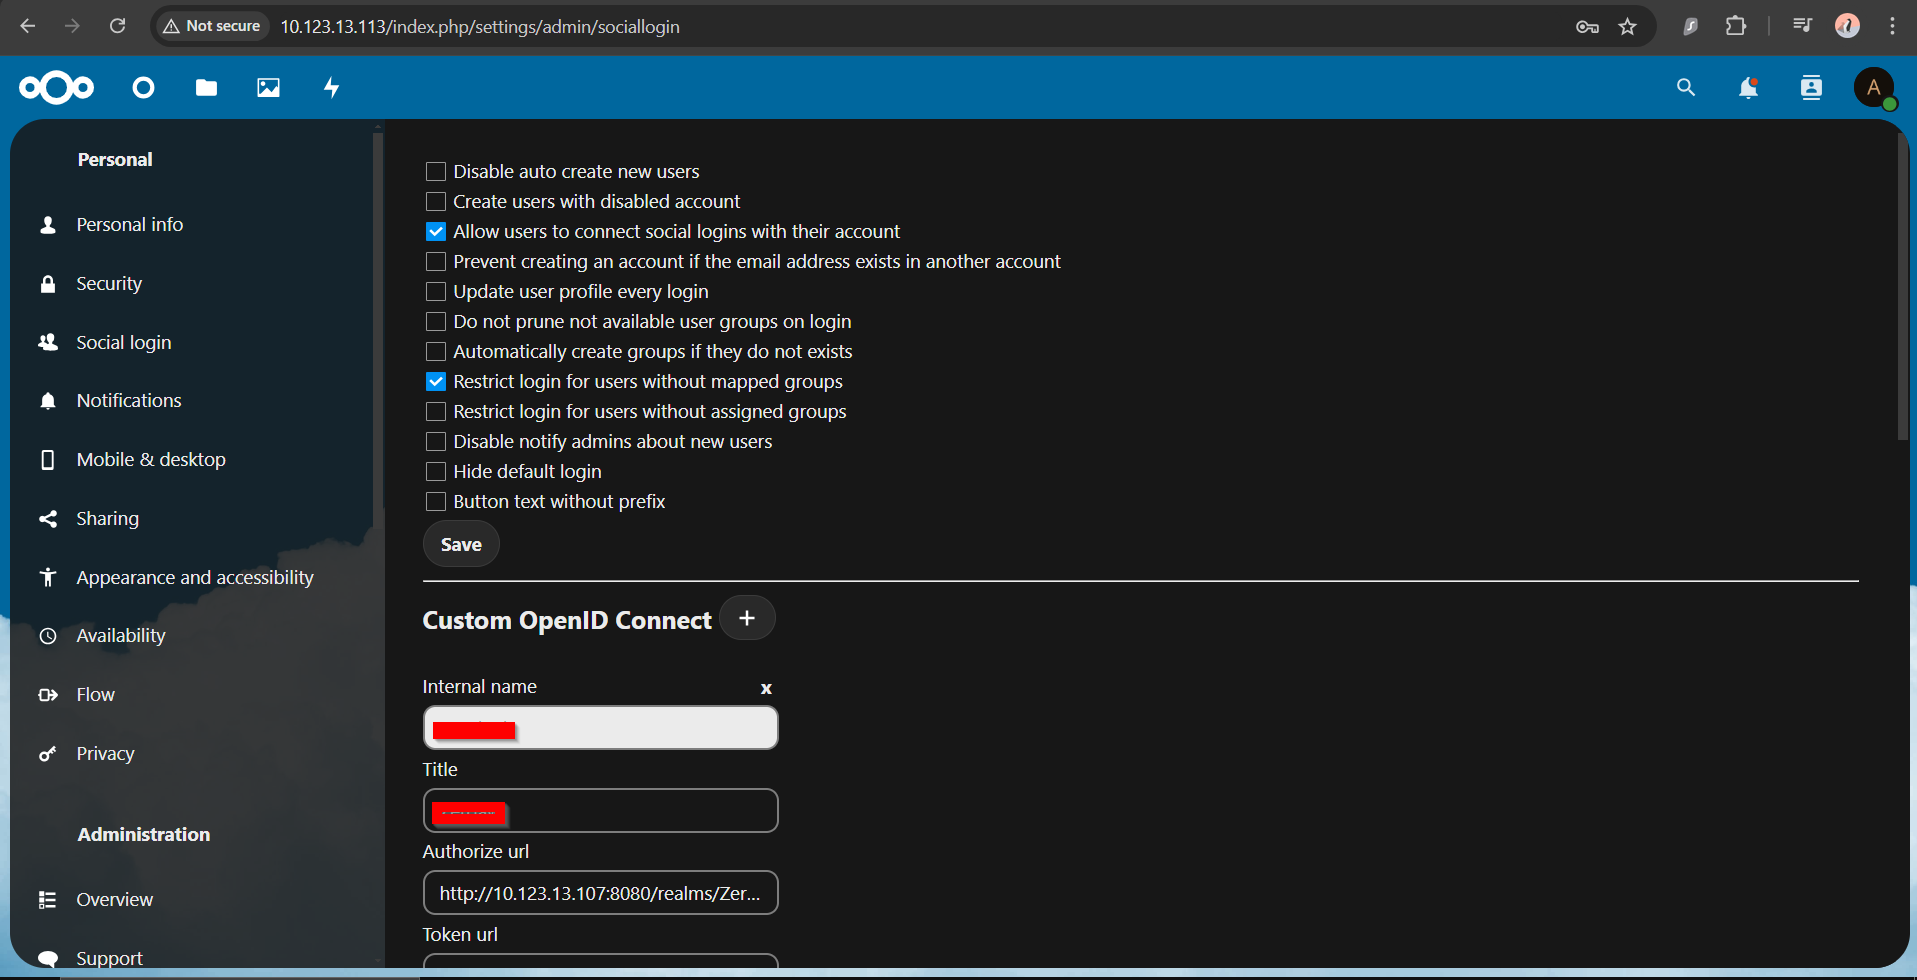 Not secure 10.123.13.113/index.php/settings/admin/sociallogin
A
Personal
Personal info
Security
Social login
Notifications
Mobile & desktop
Sharing
Appearance and accessibility
Availability
Flow
Privacy
Administration
Overview
Support
Disable auto create new users
Create users with disabled account
Allow users to connect social logins with their account
Prevent creating an account if the email address exists in another account
Update user profile every login
Do not prune not available user groups on login
Automatically create groups if they do not exists
Restrict login for users without mapped groups
Restrict login for users without assigned groups
Disable notify admins about new users
Hide default login
Button text without prefix
Save
Custom OpenID Connect +
Internal name x
Title
Authorize url
http://10.123.13.107:8080/realms/Zer...
Token url